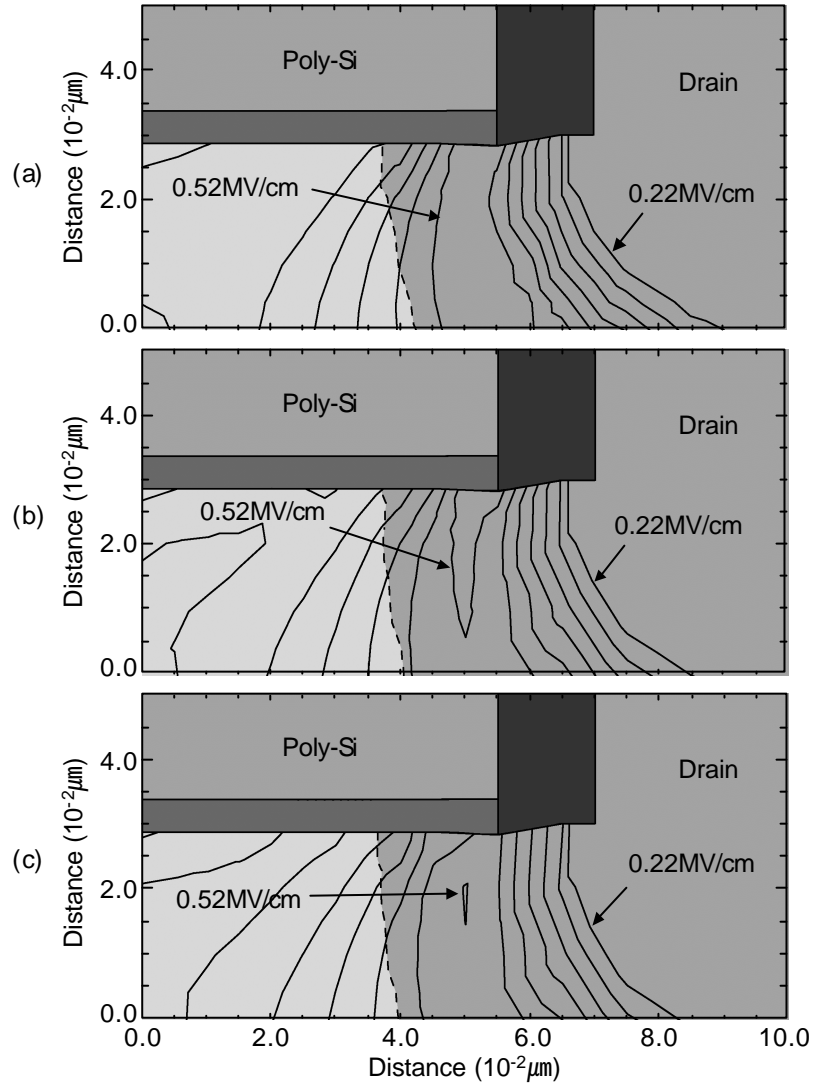 (a)
Distance (10⁻²μm)
4.0
2.0
0.0
Poly-Si
Drain
0.52MV/cm
0.22MV/cm
(b)
Distance (10⁻²μm)
4.0
2.0
0.0
Poly-Si
Drain
0.52MV/cm
0.22MV/cm
(c)
Distance (10⁻²μm)
4.0
2.0
0.0
Poly-Si
Drain
0.52MV/cm
0.22MV/cm
0.0 2.0 4.0 6.0 8.0 10.0
Distance (10⁻²μm)